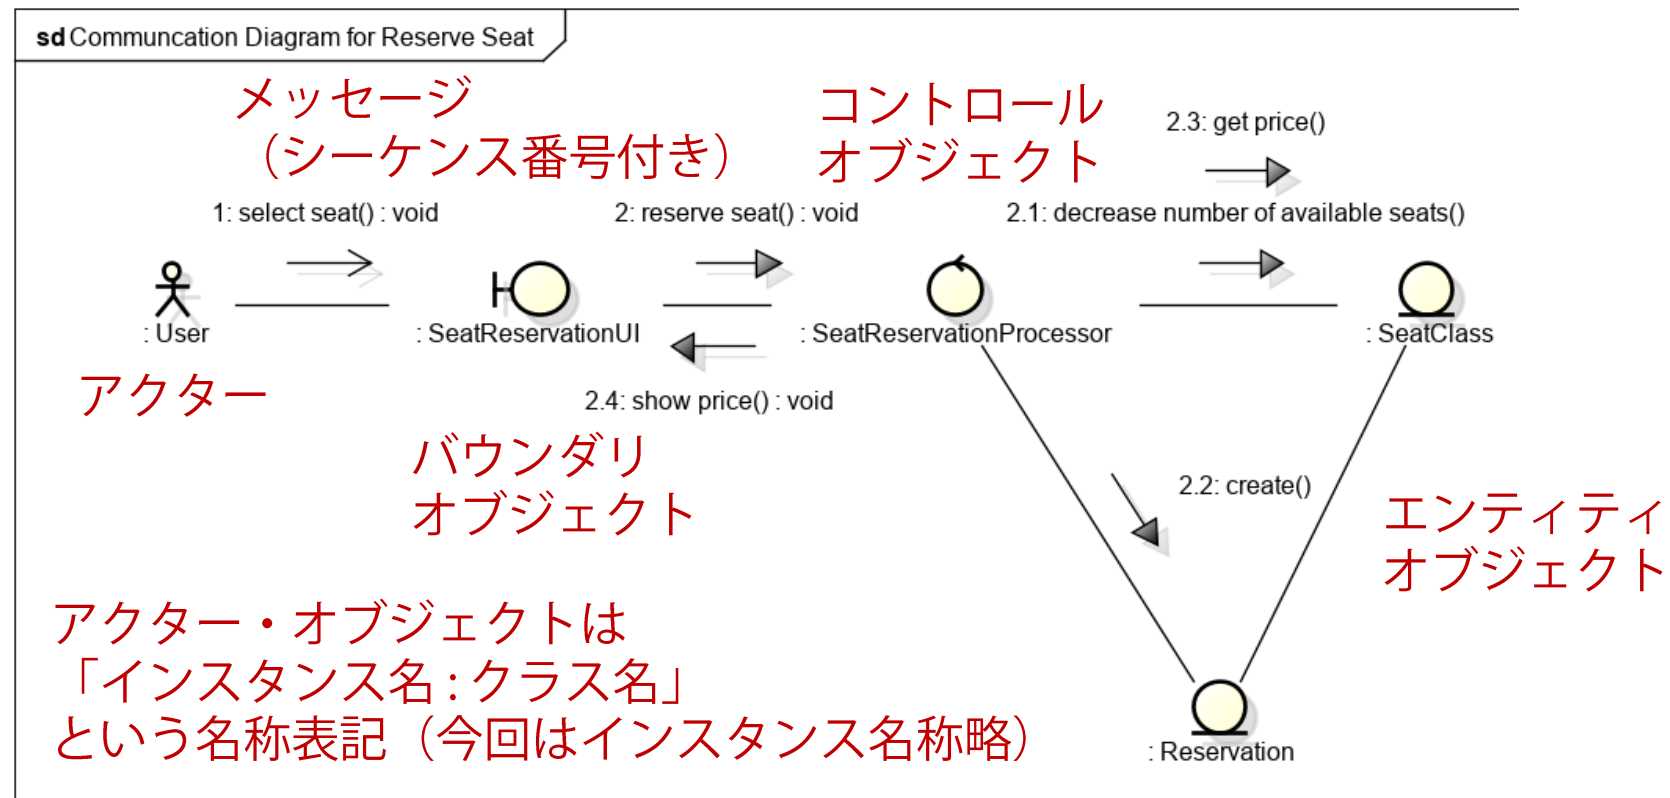 sd Communcation Diagram for Reserve Seat
メッセージ
（シーケンス番号付き）
コントロール
オブジェクト
2.3: get price()
1: select seat() : void
2: reserve seat() : void
2.1: decrease number of available seats()
: User
: SeatReservationUI
: SeatReservationProcessor
: SeatClass
アクター
2.4: show price() : void
バウンダリ
オブジェクト
2.2: create()
エンティティ
オブジェクト
アクター・オブジェクトは
「インスタンス名 : クラス名」
という名称表記（今回はインスタンス名称略）
: Reservation